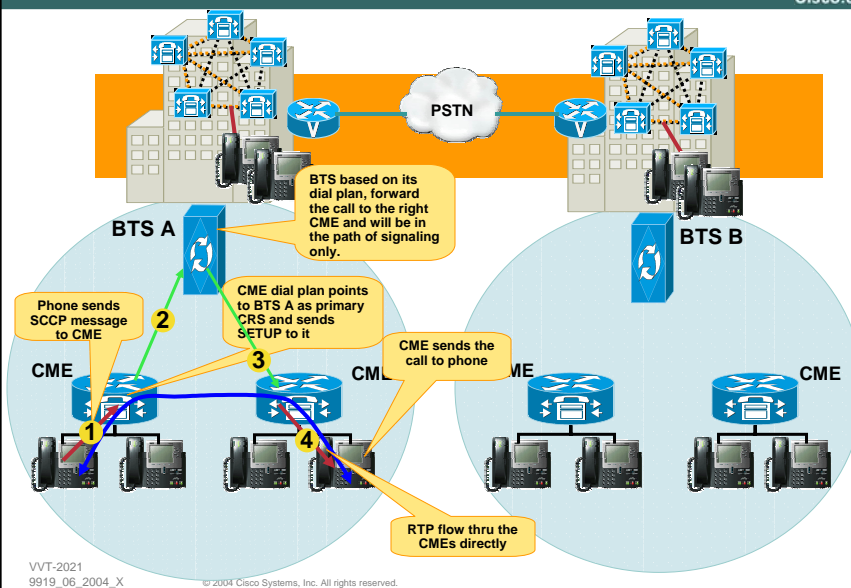 PSTN
V
V
BTS based on its
dial plan, forward
the call to the right
CME and will be in
the path of signaling
only.
BTS A
BTS B
Phone sends
SCCP message
to CME
2
CME dial plan points
to BTS A as primary
CRS and sends
SETUP to it
3
CME sends the
call to phone
CME
CME
CME
1
4
RTP flow thru the
CMEs directly
VVT-2021
9919_06_2004_X
© 2004 Cisco Systems, Inc. All rights reserved.